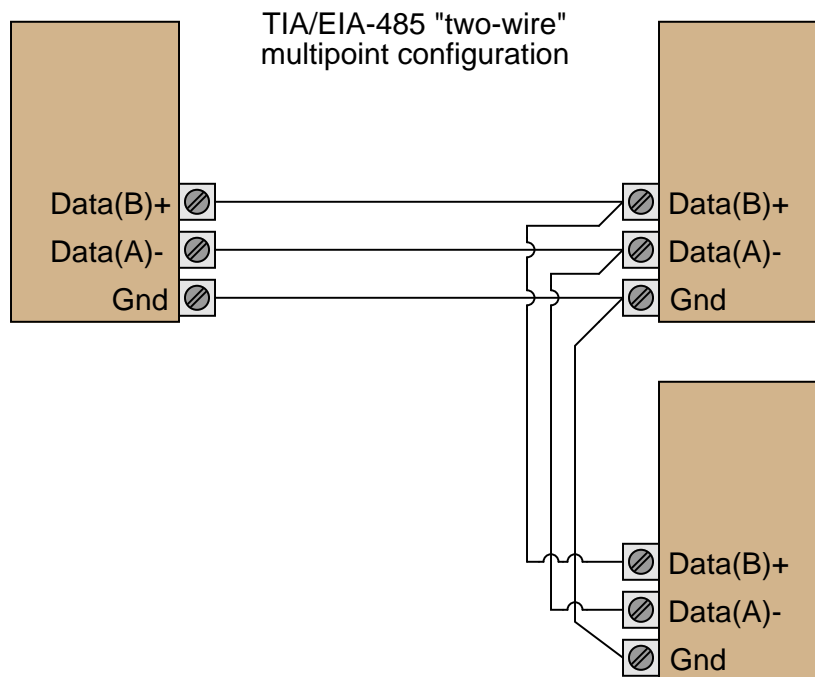 TIA/EIA-485 "two-wire"
multipoint configuration
Data(B)+
Data(A)-
Gnd
Data(B)+
Data(A)-
Gnd
Data(B)+
Data(A)-
Gnd